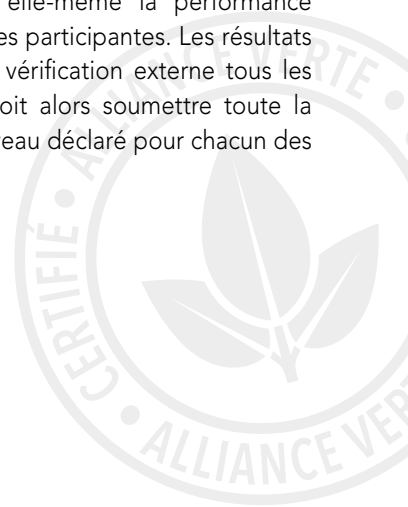 elle-même la performance
es participantes. Les résultats
vérification externe tous les
oit alors soumettre toute la
eau déclaré pour chacun des
ALLIANCE VERTE •
CERTIFIÉ •
• ALLIANCE VER